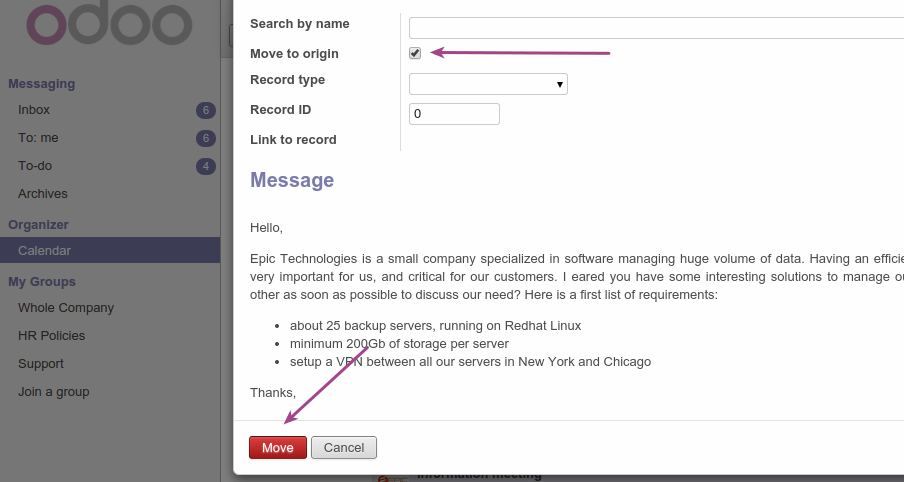 odoo
Messaging
Inbox 6
To: me 6
To-do 4
Archives
Organizer
Calendar
My Groups
Whole Company
HR Policies
Support
Join a group
Search by name
Move to origin
Record type
Record ID 0
Link to record
Message
Hello,
Epic Technologies is a small company specialized in software managing huge volume of data. Having an
very important for us, and critical for our customers. I eared you have some interesting solutions to manage
other as soon as possible to discuss our need? Here is a first list of requirements:
• about 25 backup servers, running on Redhat Linux
• minimum 200Gb of storage per server
• setup a VPN between all our servers in New York and Chicago
Thanks,
Move Cancel
Information meeting